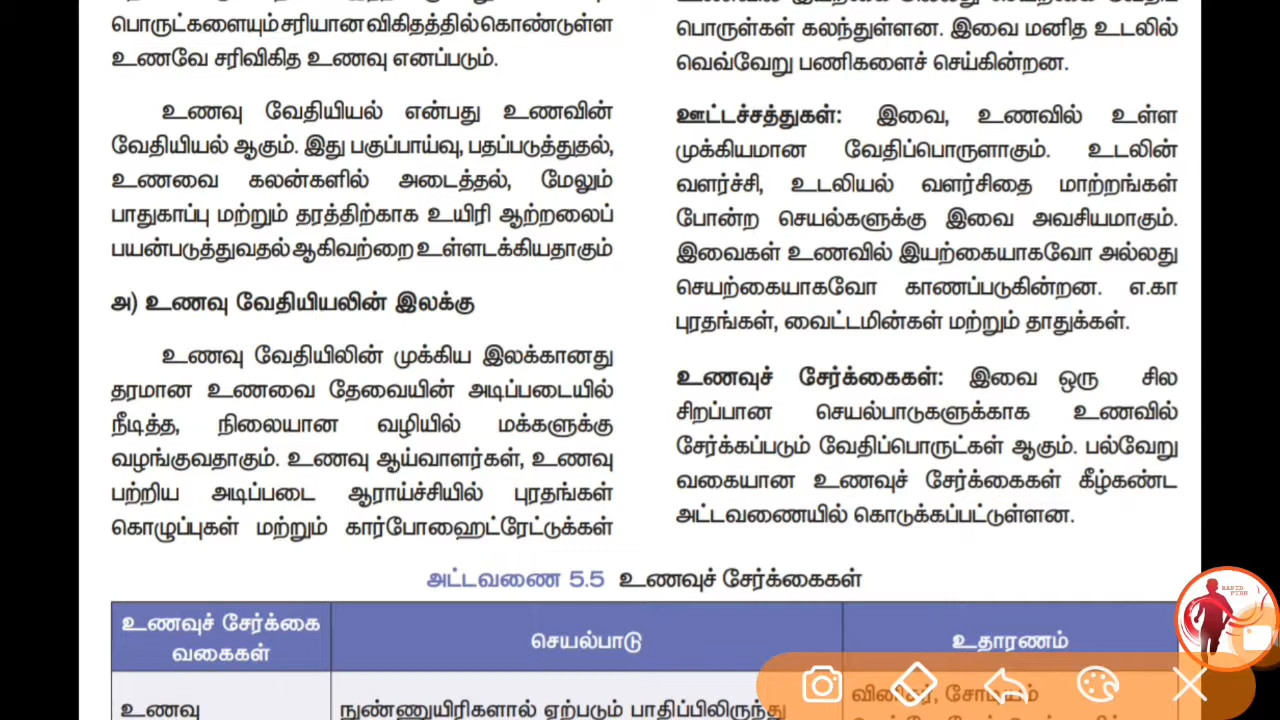 பொருட்களையும் சரியான விகிதத்தில் கொண்டுள்ள
உணவே சரிவிகித உணவு எனப்படும்.
உணவு வேதியியல் என்பது உணவின்
வேதியியல் ஆகும். இது பகுப்பாய்வு, பதப்படுத்துதல்,
உணவை கலன்களில் அடைத்தல், மேலும்
பாதுகாப்பு மற்றும் தரத்திற்காக உயிரி ஆற்றலைப்
பயன்படுத்துவதல் ஆகிவற்றை உள்ளடக்கியதாகும்
அ) உணவு வேதியியலின் இலக்கு
உணவு வேதியிலின் முக்கிய இலக்கானது
தரமான உணவை தேவையின் அடிப்படையில்
நீடித்த, நிலையான வழியில் மக்களுக்கு
வழங்குவதாகும். உணவு ஆய்வாளர்கள், உணவு
பற்றிய அடிப்படை ஆராய்ச்சியில் புரதங்கள்
கொழுப்புகள் மற்றும் கார்போஹைட்ரேட்டுக்கள்
பொருள்கள் கலந்துள்ளன. இவை மனித உடலில்
வெவ்வேறு பணிகளைச் செய்கின்றன.
ஊட்டச்சத்துகள்: இவை, உணவில் உள்ள
முக்கியமான வேதிப்பொருளாகும். உடலின்
வளர்ச்சி, உடலியல் வளர்சிதை மாற்றங்கள்
போன்ற செயல்களுக்கு இவை அவசியமாகும்.
இவைகள் உணவில் இயற்கையாகவோ அல்லது
செயற்கையாகவோ காணப்படுகின்றன. எ.கா
புரதங்கள், வைட்டமின்கள் மற்றும் தாதுக்கள்.
உணவுச் சேர்க்கைகள்: இவை ஒரு சில
சிறப்பான செயல்பாடுகளுக்காக உணவில்
சேர்க்கப்படும் வேதிப்பொருட்கள் ஆகும். பல்வேறு
வகையான உணவுச் சேர்க்கைகள் கீழ்கண்ட
அட்டவணையில் கொடுக்கப்பட்டுள்ளன.
அட்டவணை 5.5 உணவுச் சேர்க்கைகள்
உணவுச் சேர்க்கை
வகைகள்
செயல்பாடு
உதாரணம்
உணவு
நுண்ணுயிரிகளால் ஏற்படும் பாதிப்பிலிருந்து
வினிகர், சோடியம்
RAPID
FIRE